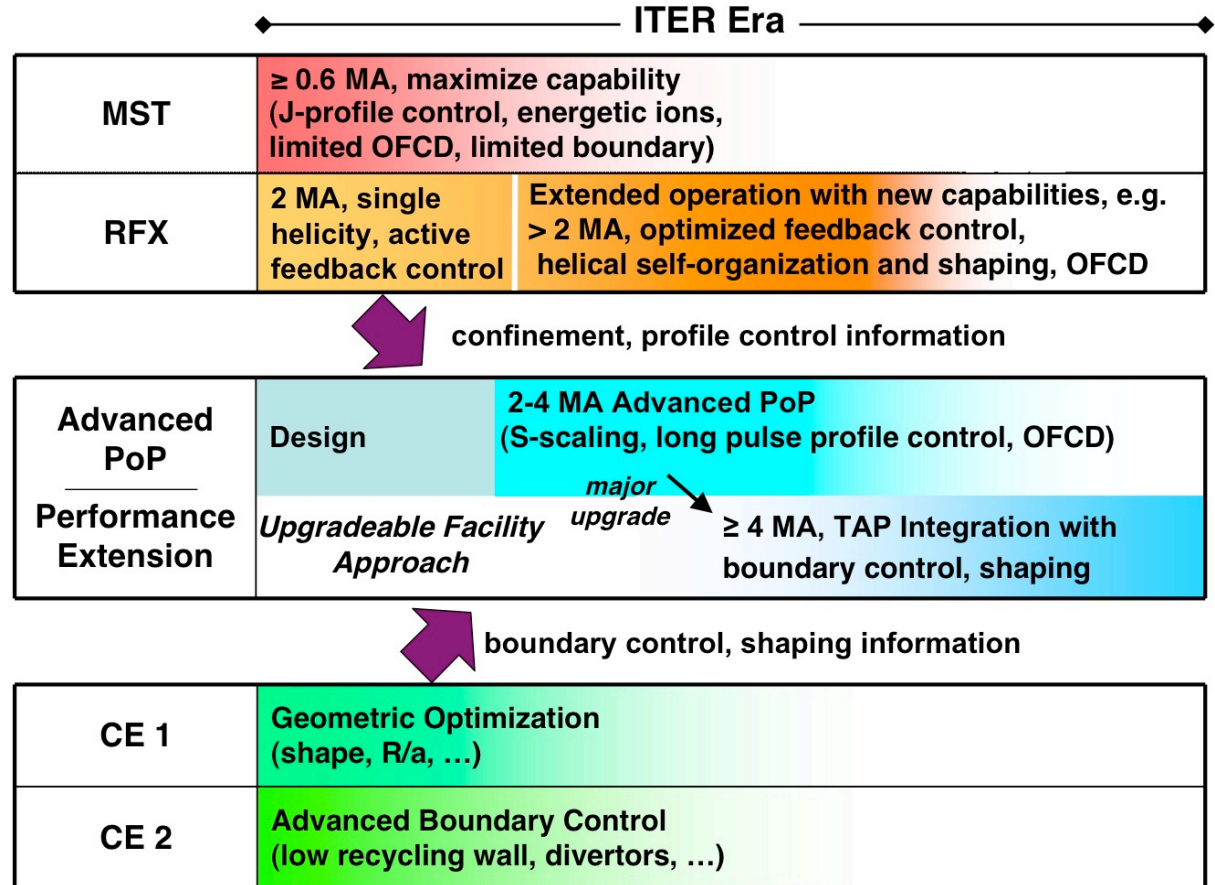 ITER Era
MST
≥ 0.6 MA, maximize capability
(J-profile control, energetic ions,
limited OFCD, limited boundary)
RFX
2 MA, single
helicity, active
feedback control
Extended operation with new capabilities, e.g.
> 2 MA, optimized feedback control,
helical self-organization and shaping, OFCD
confinement, profile control information
Advanced
PoP
Performance
Extension
Design
2-4 MA Advanced PoP
(S-scaling, long pulse profile control, OFCD)
major
upgrade
Upgradeable Facility
Approach
≥ 4 MA, TAP Integration with
boundary control, shaping
boundary control, shaping information
CE 1
Geometric Optimization
(shape, R/a, …)
CE 2
Advanced Boundary Control
(low recycling wall, divertors, …)